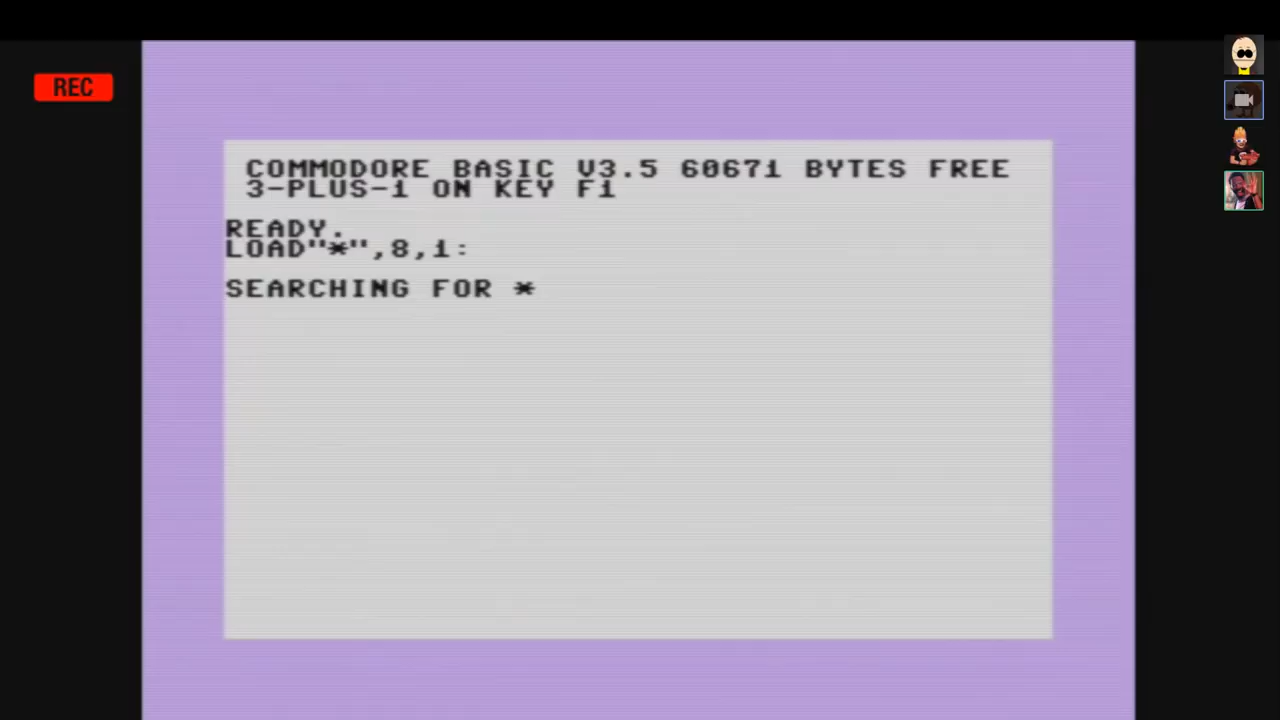 REC
COMMODORE BASIC V3.5 60671 BYTES FREE
3-PLUS-1 ON KEY F1
READY.
LOAD"*",8,1:
SEARCHING FOR *